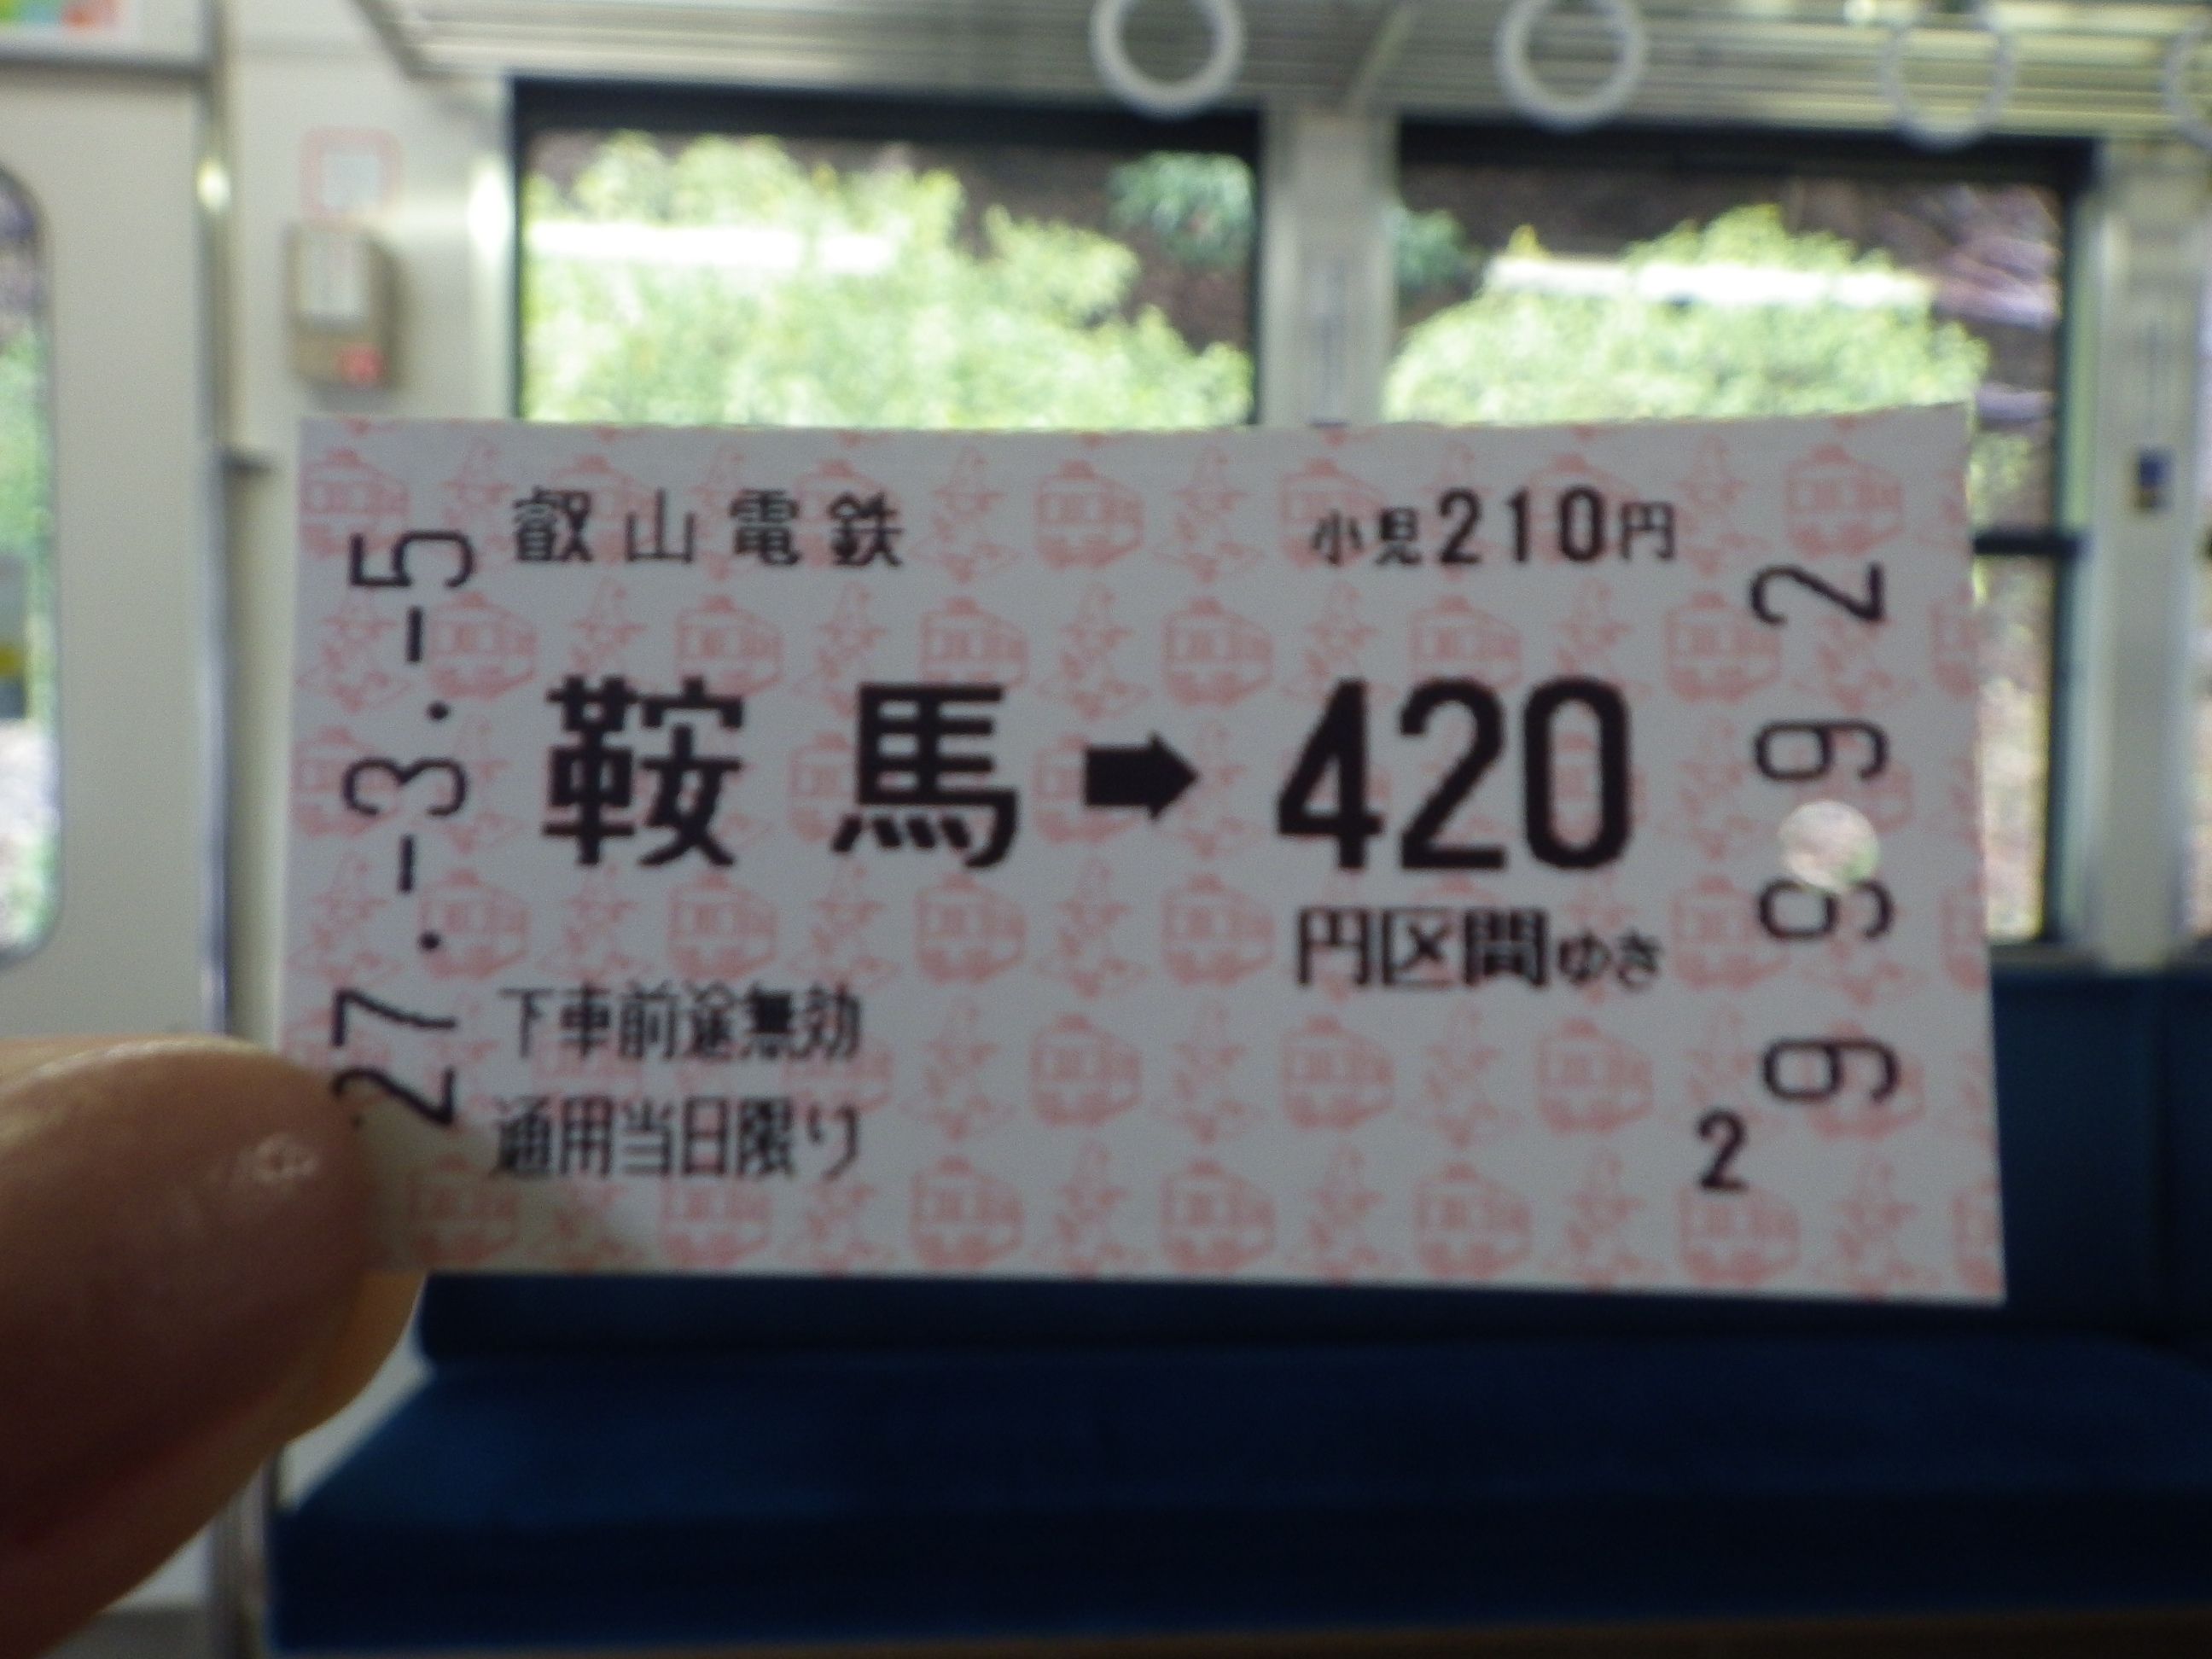 叡山電鉄
小児210円
27.-3.-5
鞍馬➡420
円区間ゆき
下車前途無効
通用当日限り
9992
2